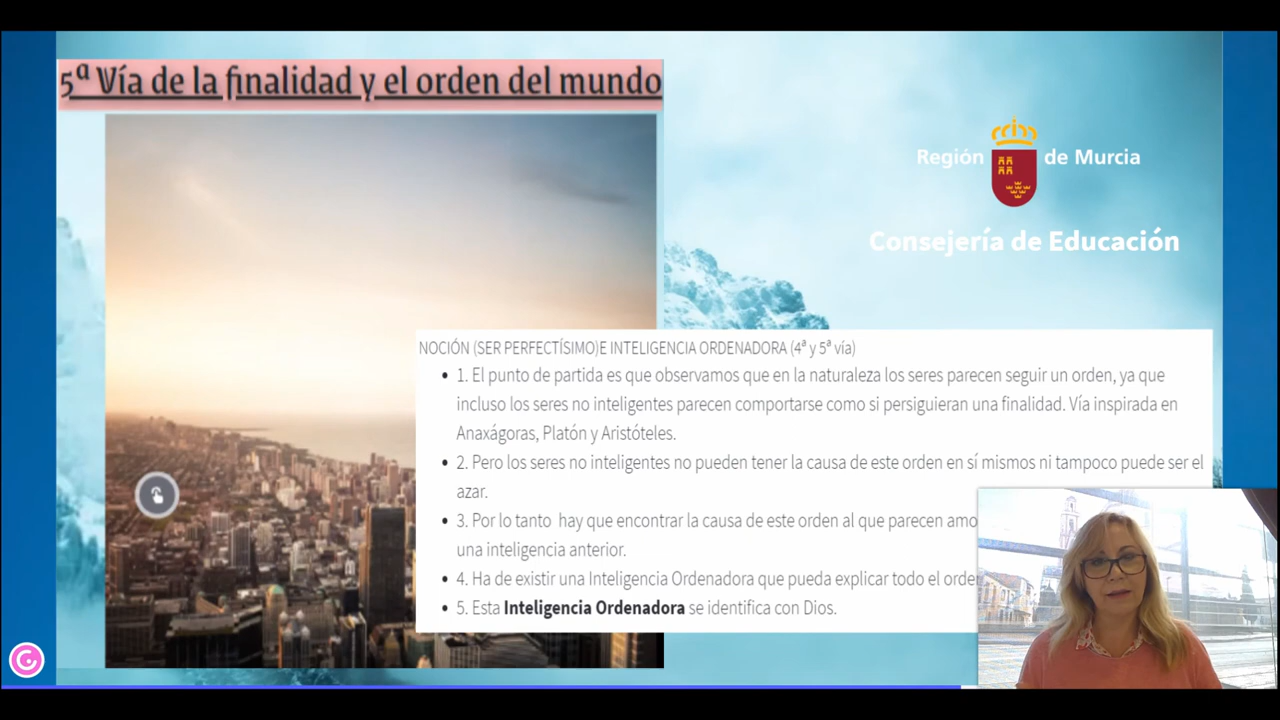 5ª Vía de la finalidad y el orden del mundo
Región de Murcia
Consejería de Educación
NOCIÓN (SER PERFECTÍSIMO)E INTELIGENCIA ORDENADORA (4ª y 5ª vía)
• 1. El punto de partida es que observamos que en la naturaleza los seres parecen seguir un orden, ya que
incluso los seres no inteligentes parecen comportarse como si persiguieran una finalidad. Vía inspirada en
Anaxágoras, Platón y Aristóteles.
• 2. Pero los seres no inteligentes no pueden tener la causa de este orden en sí mismos ni tampoco puede ser el
azar.
• 3. Por lo tanto hay que encontrar la causa de este orden al que parecen amo
una inteligencia anterior.
• 4. Ha de existir una Inteligencia Ordenadora que pueda explicar todo el orde
• 5. Esta Inteligencia Ordenadora se identifica con Dios.